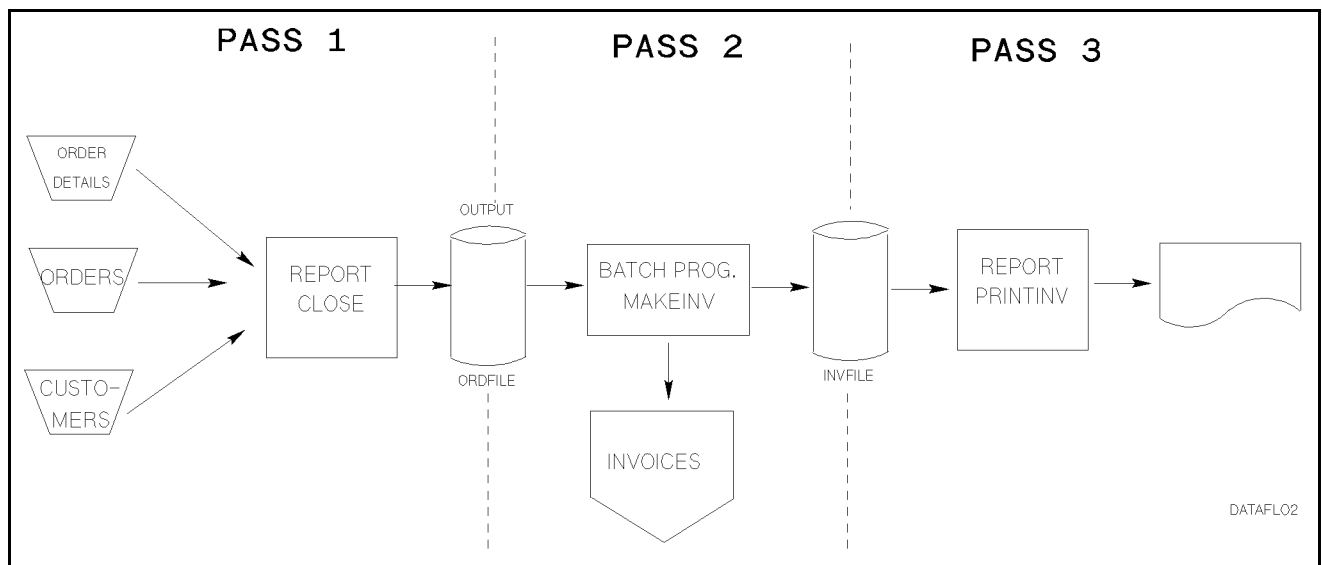 PASS 1
PASS 2
PASS 3
ORDER
DETAILS
ORDERS
CUSTO-
MERS
REPORT
CLOSE
OUTPUT
ORDFILE
BATCH PROG.
MAKEINV
INVOICES
INVFILE
REPORT
PRINTINV
DATAFLO2